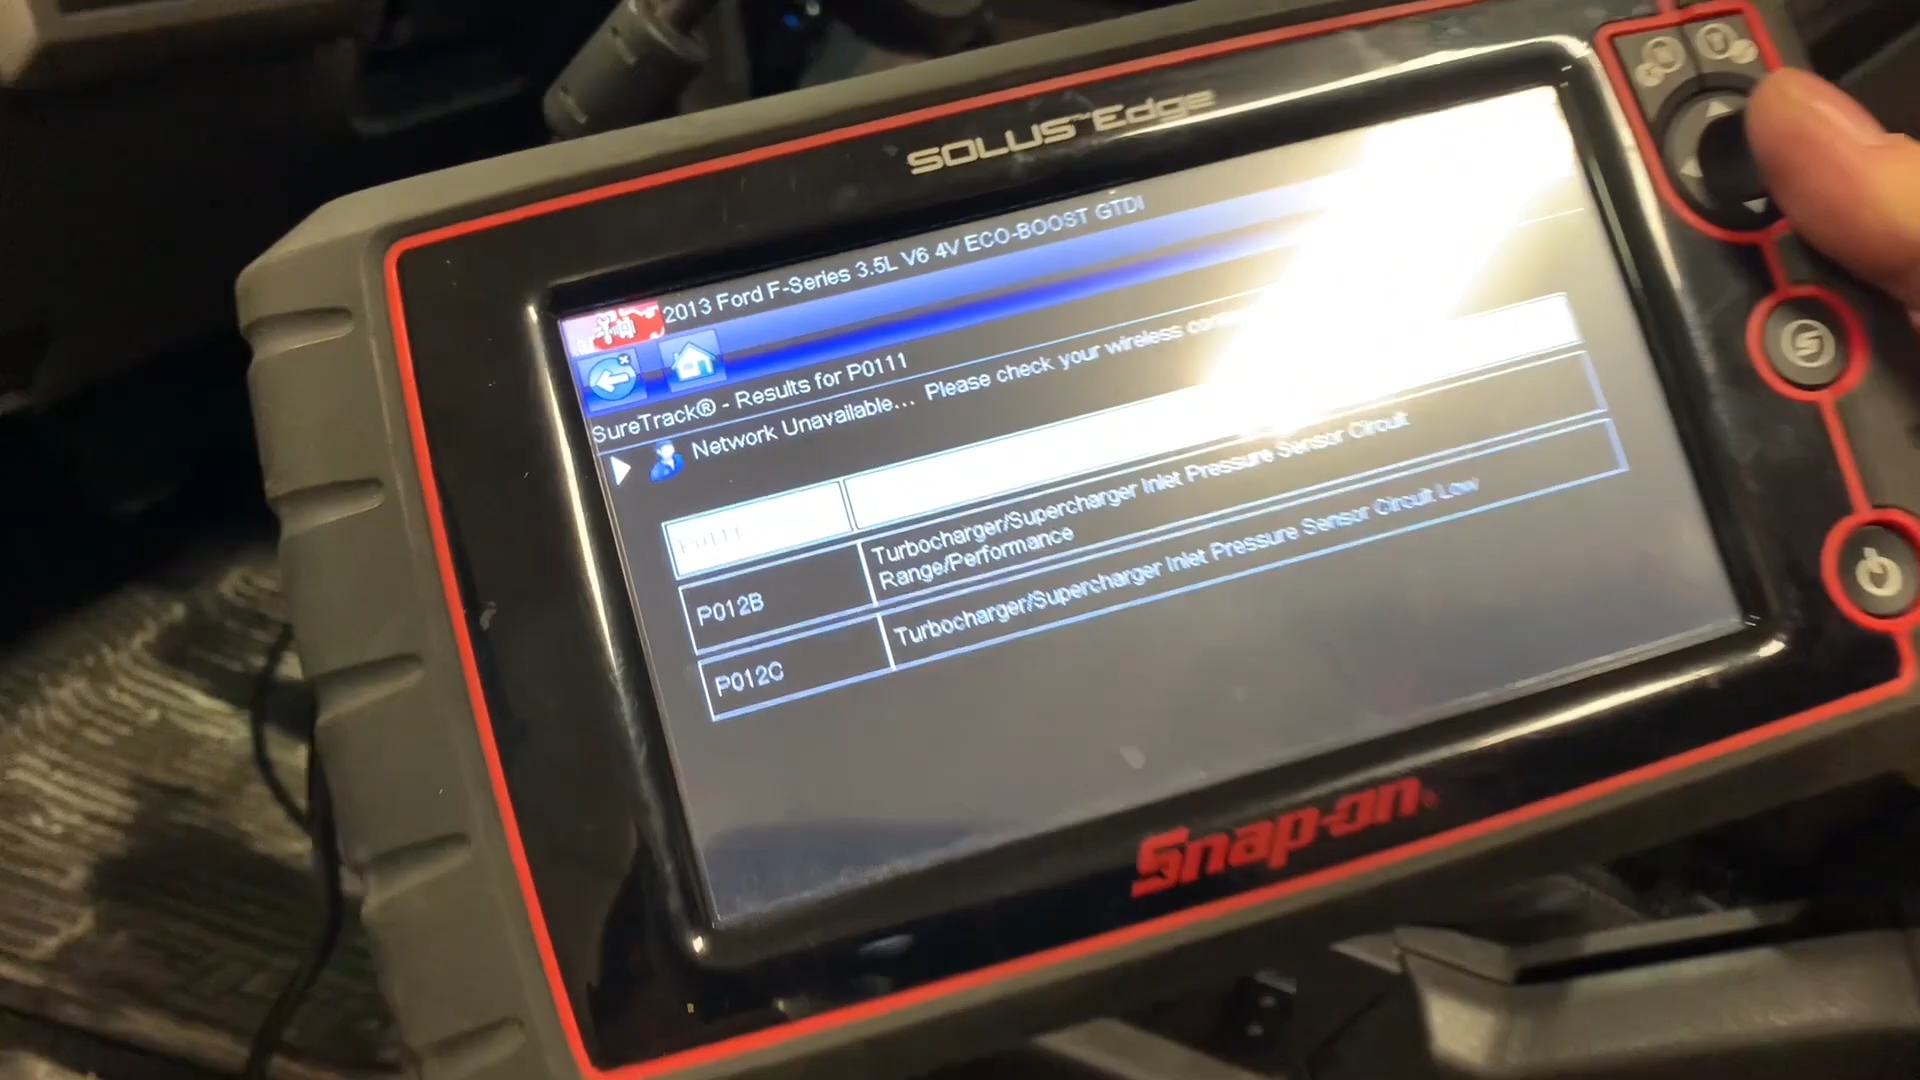 SOLUS™ Edge
2013 Ford F-Series 3.5L V6 4V ECO-BOOST GTDI
SureTrack® - Results for P0111
Network Unavailable... Please check your wireless
P0111
Turbocharger/Supercharger Inlet Pressure Sensor Circuit
Range/Performance
P012B
Turbocharger/Supercharger Inlet Pressure Sensor Circuit Low
P012C
Snap-on